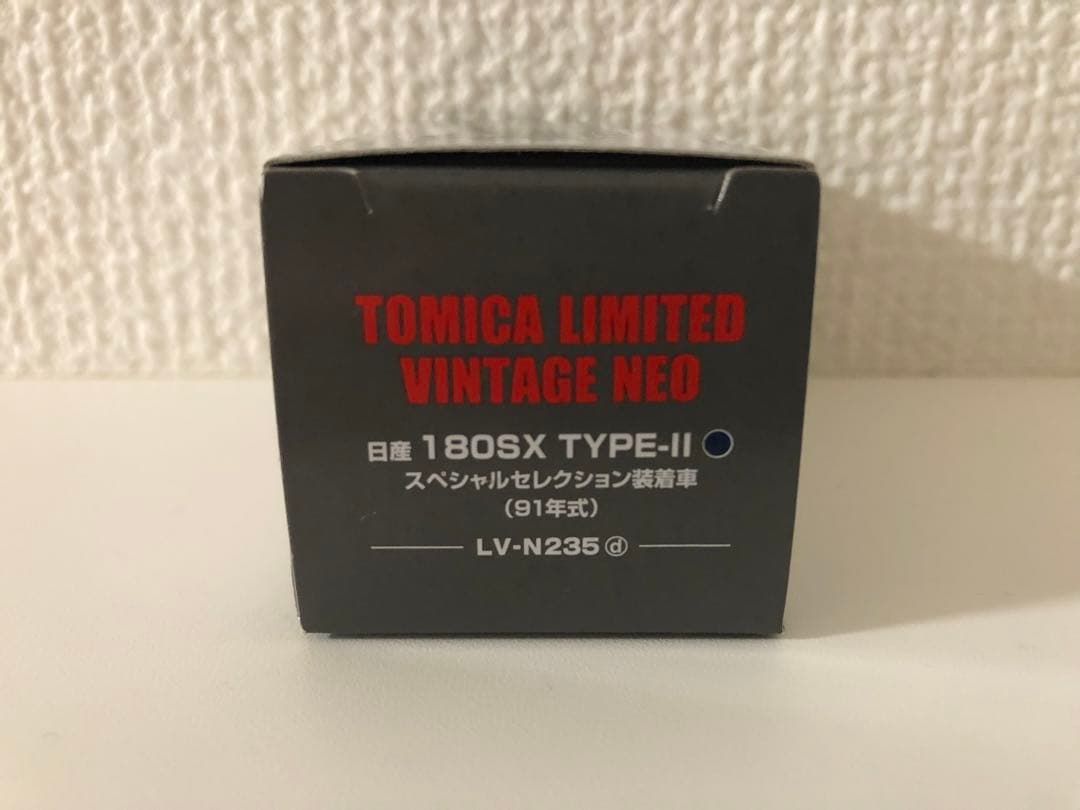 TOMICA LIMITED
VINTAGE NEO
日産 180SX TYPE-II
スペシャルセレクション装着車
(91年式)
LV-N235 ⓓ